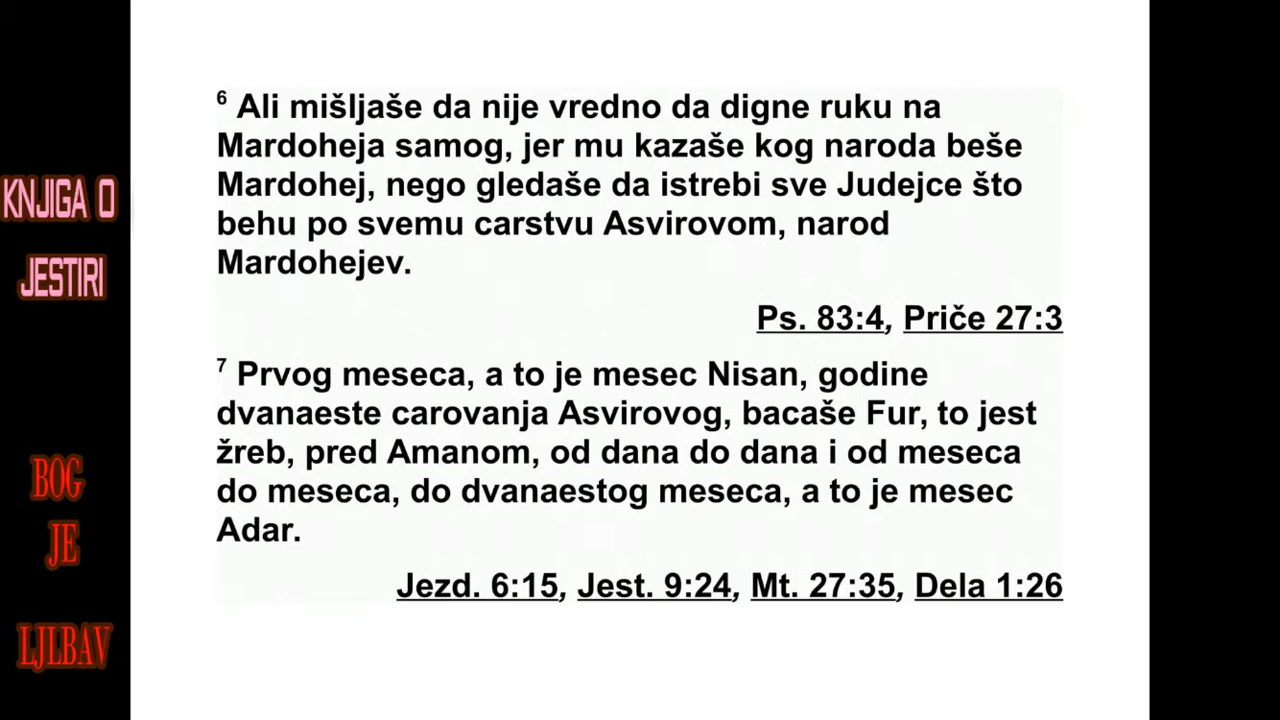 KNJIGA O
JESTIRI
BOG
JE
LJLBAV
6 Ali mišljaše da nije vredno da digne ruku na
Mardoheja samog, jer mu kazaše kog naroda beše
Mardohej, nego gledaše da istrebi sve Judejce što
behu po svemu carstvu Asvirovom, narod
Mardohejev.
Ps. 83:4, Priče 27:3
7 Prvog meseca, a to je mesec Nisan, godine
dvanaeste carovanja Asvirovog, bacaše Fur, to jest
žreb, pred Amanom, od dana do dana i od meseca
do meseca, do dvanaestog meseca, a to je mesec
Adar.
Jezd. 6:15, Jest. 9:24, Mt. 27:35, Dela 1:26